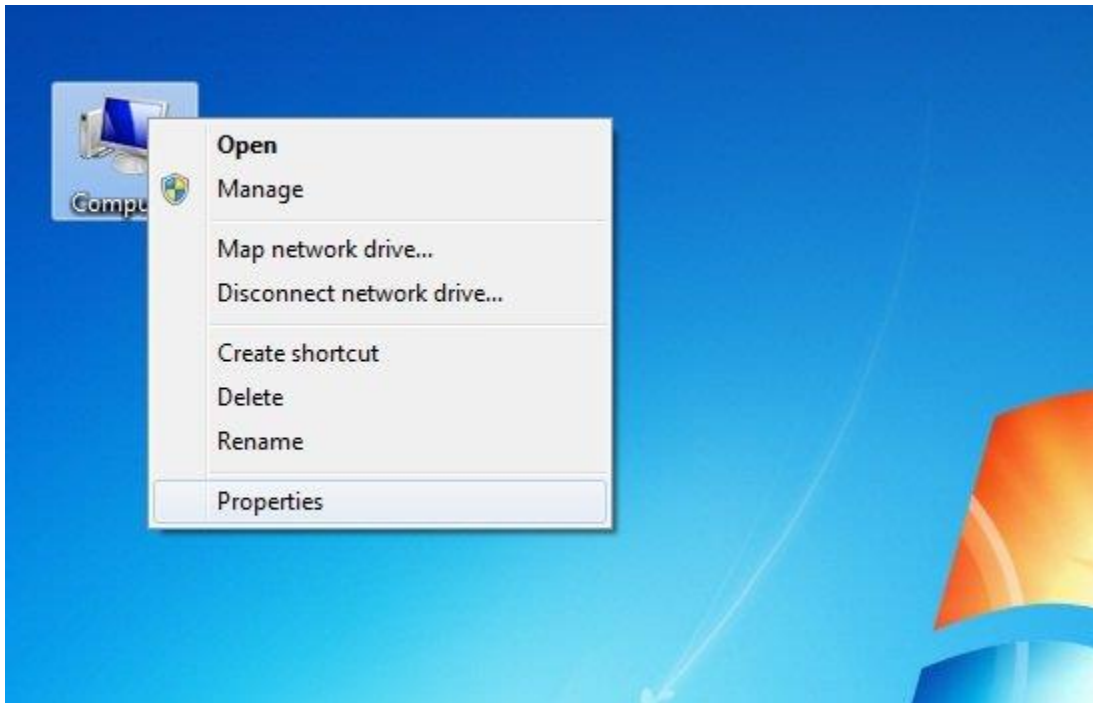 Compu
Open
Manage
Map network drive...
Disconnect network drive...
Create shortcut
Delete
Rename
Properties